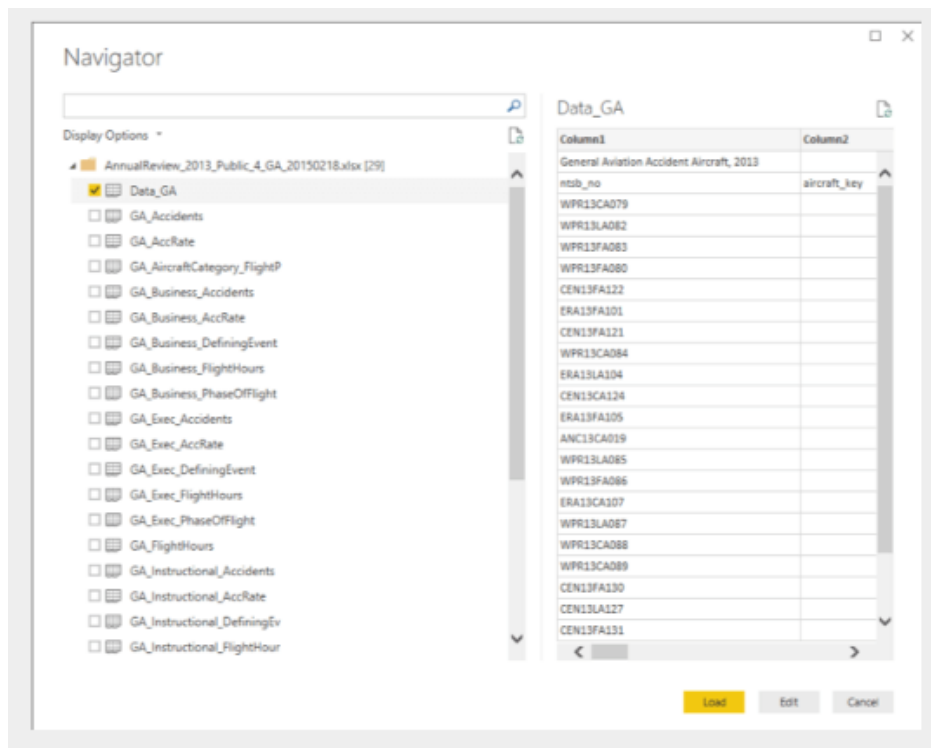 Navigator
Display Options
AnnualReview_2013_Public_4_GA_20150218.xlsx [29]
Data_GA
GA_Accidents
GA_AccRate
GA_AircraftCategory_FlightP
GA_Business_Accidents
GA_Business_AccRate
GA_Business_DefiningEvent
GA_Business_FlightHours
GA_Business_PhaseOfFlight
GA_Exec_Accidents
GA_Exec_AccRate
GA_Exec_DefiningEvent
GA_Exec_FlightHours
GA_Exec_PhaseOfFlight
GA_FlightHours
GA_Instructional_Accidents
GA_Instructional_AccRate
GA_Instructional_DefiningEv
GA_Instructional_FlightHour
Data_GA
Column1 Column2
General Aviation Accident Aircraft, 2013
ntsb_no aircraft_key
WPR13CA079
WPR13LA082
WPR13FA083
WPR13FA080
CEN13FA122
ERA13FA101
CEN13FA121
WPR13CA084
ERA13LA104
CEN13CA124
ERA13FA105
ANC13CA019
WPR13LA085
WPR13FA086
ERA13CA107
WPR13LA087
WPR13CA088
WPR13CA089
CEN13FA130
CEN13LA127
CEN13FA131
Load Edit Cancel